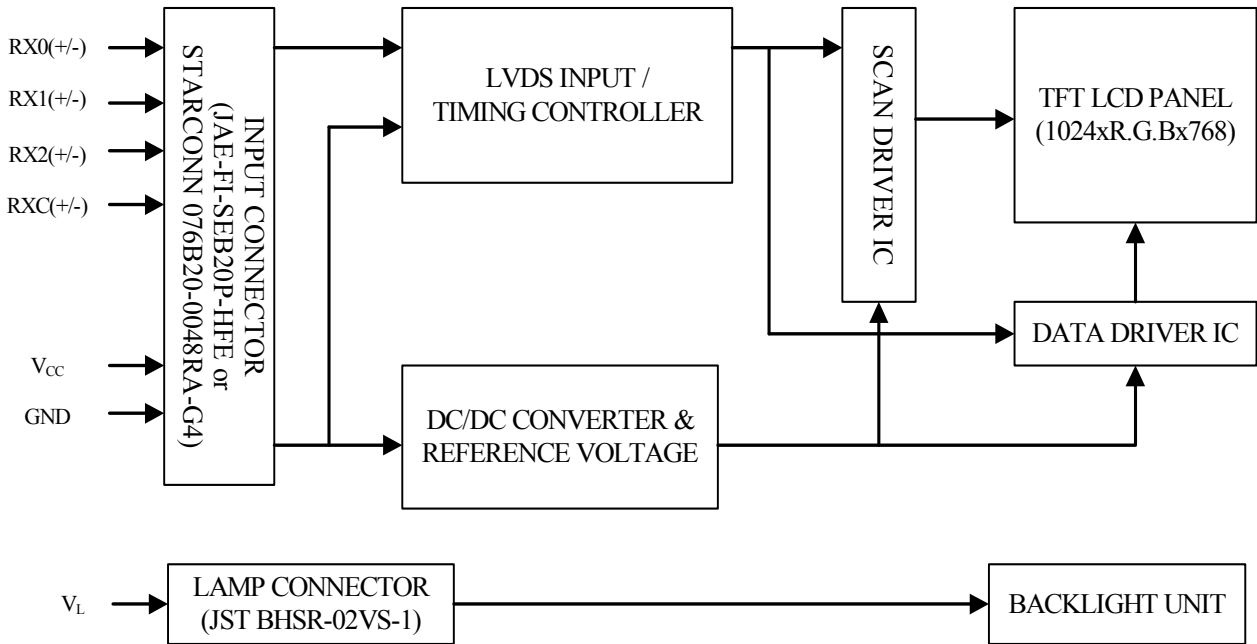 RX0(+/-)
RX1(+/-)
RX2(+/-)
RXC(+/-)
VCC
GND
INPUT CONNECTOR
(JAE-FI-SEB20P-HFE or
STARCONN 076B20-0048RA-G4)
LVDS INPUT /
TIMING CONTROLLER
SCAN DRIVER IC
TFT LCD PANEL
(1024xR.G.Bx768)
DATA DRIVER IC
DC/DC CONVERTER &
REFERENCE VOLTAGE
VL
LAMP CONNECTOR
(JST BHSR-02VS-1)
BACKLIGHT UNIT